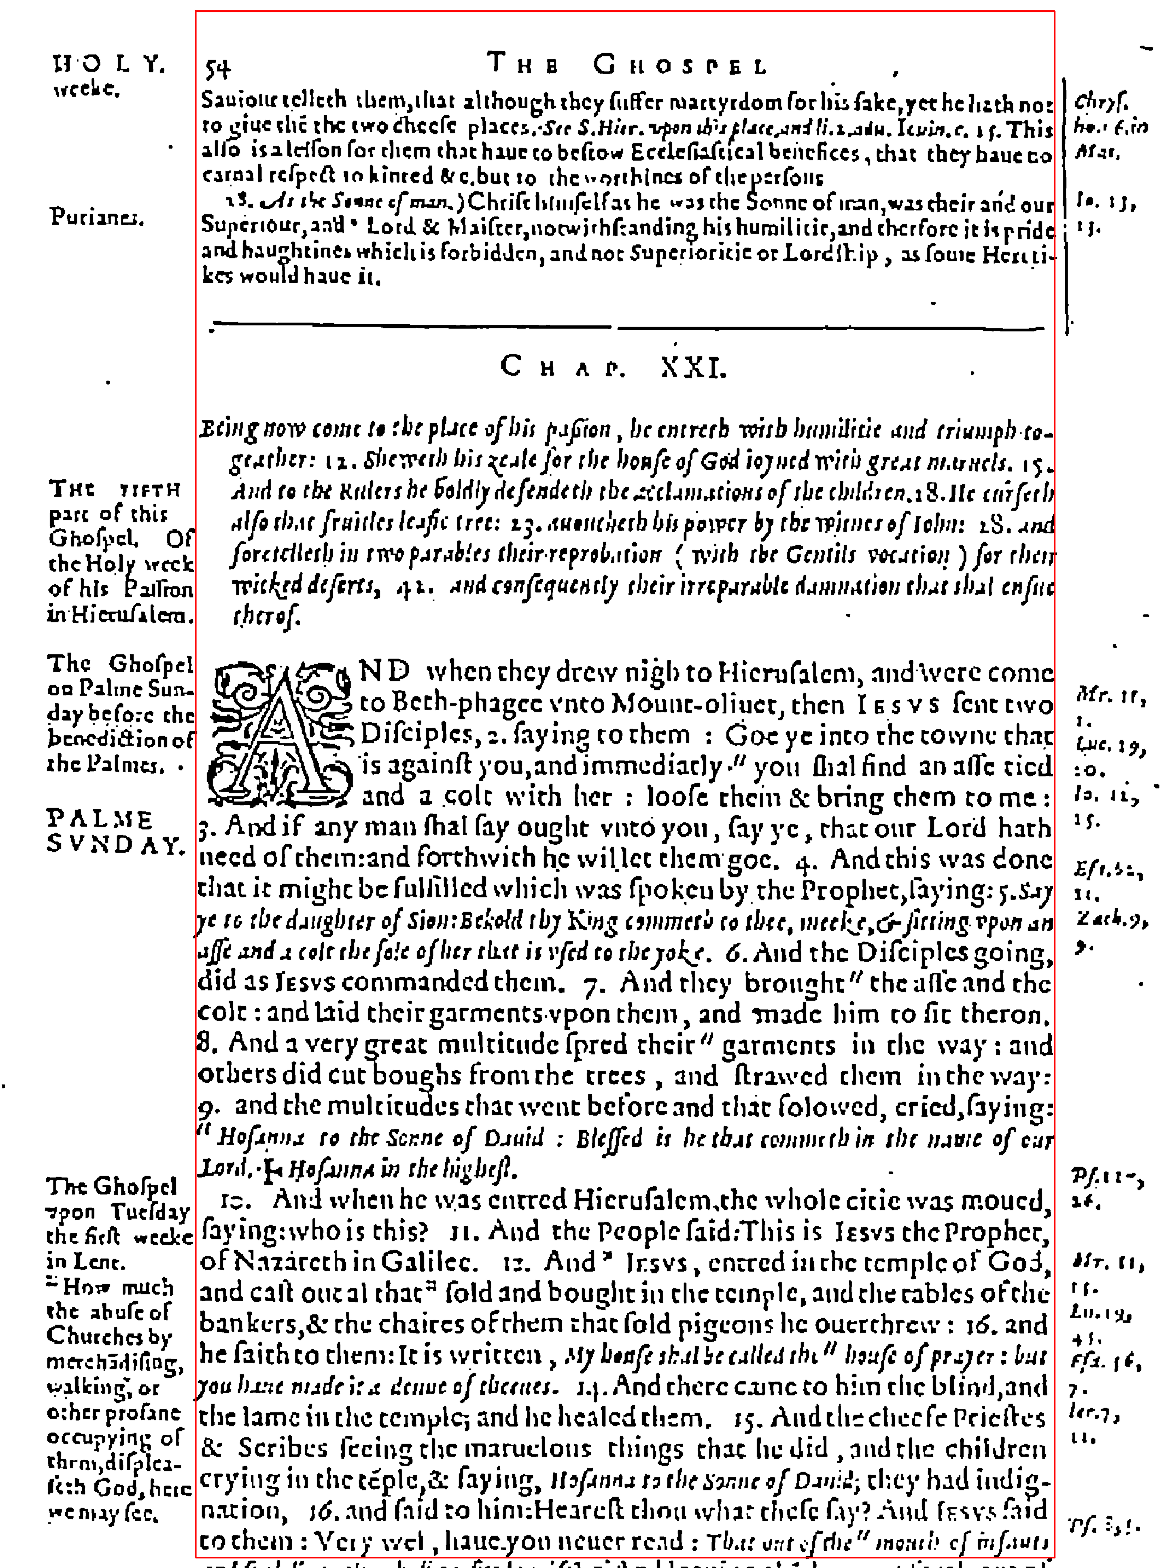 HOLY.
weeke.
54 THE GHOSPEL
Sauiour telleth them, that although they ſuffer martyrdom for his ſake, yet he hath not
to giue thē the two cheefe places. See S. Hier. vpon this place, and li. 2. adu. Iouin. c. 15. This
alſo is a leſſon for them that haue to beſtow Eccleſiaſtical benefices, that they haue no
carnal reſpect to kinred &c. but to the worthines of the perſons
28. As the Sonne of man.) Chriſt himſelf as he was the Sonne of man, was their and our
Superiour, and Lord & Maiſter, notwithſtanding his humilitie, and therfore it is pride
and haughtines which is forbidden, and not Superioritie or Lordſhip, as ſome Hereti-
kes would haue it.
Chryſ.
ho. 66. in
Mat.
Io. 13,
13.
Purianes.
CHAP. XXI.
Being now come to the place of his paſsion, he entreth with humilitie and triumph to-
geather: 12. Sheweth his zeale for the houſe of God ioyned with great maruels. 15.
And to the Rulers he boldly defendeth the acclamations of the children. 18. He curſeth
alſo that fruitles leafie tree: 23. auoucheth his power by the witnes of Iohn: 28. and
foretelleth in two parables their reprobation (with the Gentils vocation) for their
wicked deſerts, 42. and conſequently their irreparable damnation that ſhal enſue
therof.
THE FIFTH
part of this
Ghoſpel. Of
the Holy week
of his Paſſion
in Hieruſalem.
The Ghoſpel
on Palme Sun-
day before the
benediction of
the Palmes.
PALME
SVNDAY.
AND when they drew nigh to Hieruſalem, and were come
to Beth-phagee vnto Mount-oliuet, then IESVS ſent two
Diſciples, 2. ſaying to them : Goe ye into the towne that
is againſt you, and immediatly " you ſhal find an aſſe tied
and a colt with her : looſe them & bring them to me :
3. And if any man ſhal ſay ought vnto you, ſay ye, that our Lord hath
need of them: and forthwith he wil let them goe. 4. And this was done
that it might be fulfilled which was ſpoken by the Prophet, ſaying: 5. Say
ye to the daughter of Sion: Behold thy King commeth to thee, meeke, & ſitting vpon an
aſſe and a colt the fole of her that is vſed to the yoke. 6. And the Diſciples going,
did as IESVS commanded them. 7. And they brought " the aſſe and the
colt : and laid their garments vpon them, and made him to ſit theron.
8. And a very great multitude ſpred their " garments in the way : and
others did cut boughs from the trees, and ſtrawed them in the way:
9. and the multitudes that went before and that folowed, cried, ſaying:
" Hoſanna to the Sonne of Dauid : Bleſſed is he that commeth in the name of our
Lord. Hoſanna in the higheſt.
10. And when he was entred Hieruſalem, the whole citie was moued,
ſaying: who is this? 11. And the People ſaid: This is IESVS the Prophet,
of Nazareth in Galilee. 12. And * IESVS, entred in the temple of God,
and caſt out al that ſold and bought in the temple, and the tables of the
bankers, & the chaires of them that ſold pigeons he ouerthrew : 16. and
he ſaith to them: It is written, My houſe shal be called the " houſe of prayer : but
you haue made it a denne of theeues. 14. And there came to him the blind, and
the lame in the temple; and he healed them. 15. And the cheefe Prieſtes
& Scribes ſeeing the maruelous things that he did, and the children
crying in the tēple, & ſaying, Hoſanna to the Sonne of Dauid; they had indig-
nation, 16. and ſaid to him: Heareſt thou what theſe ſay? And IESVS ſaid
to them : Very wel, haue you neuer read : That out of the " mouth of infants
The Ghoſpel
vpon Tueſday
the firſt weeke
in Lent.
How much
the abuſe of
Churches by
merchādiſing,
walking, or
other profane
occupying of
them, diſplea-
ſeth God, here
we may ſee.
Mr. 11,
1.
Luc. 19,
Io. 12,
15.
Eſa. 62,
11.
Zach. 9,
9.
26.
Mr. 11,
15.
Lu. 19,
45.
Eſa. 56,
7.
Ier. 7,
11.
Pſ. 8, 3.